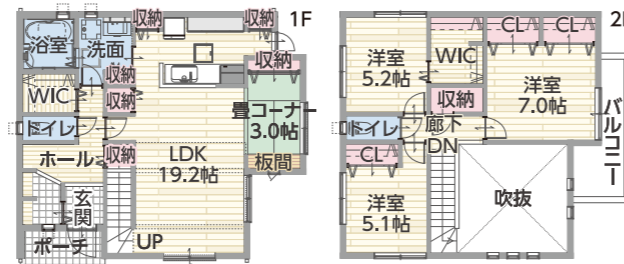 1F
収納
収納
浴室
洗面
収納
収納
WIC
収納
畳コーナー
3.0帖
トイレ
ホール
収納
LDK
19.2帖
板間
玄関
ポーチ
UP
CL
CL
洋室
5.2帖
WIC
洋室
7.0帖
収納
トイレ
廊下
DN
バルコニー
CL
洋室
5.1帖
吹抜